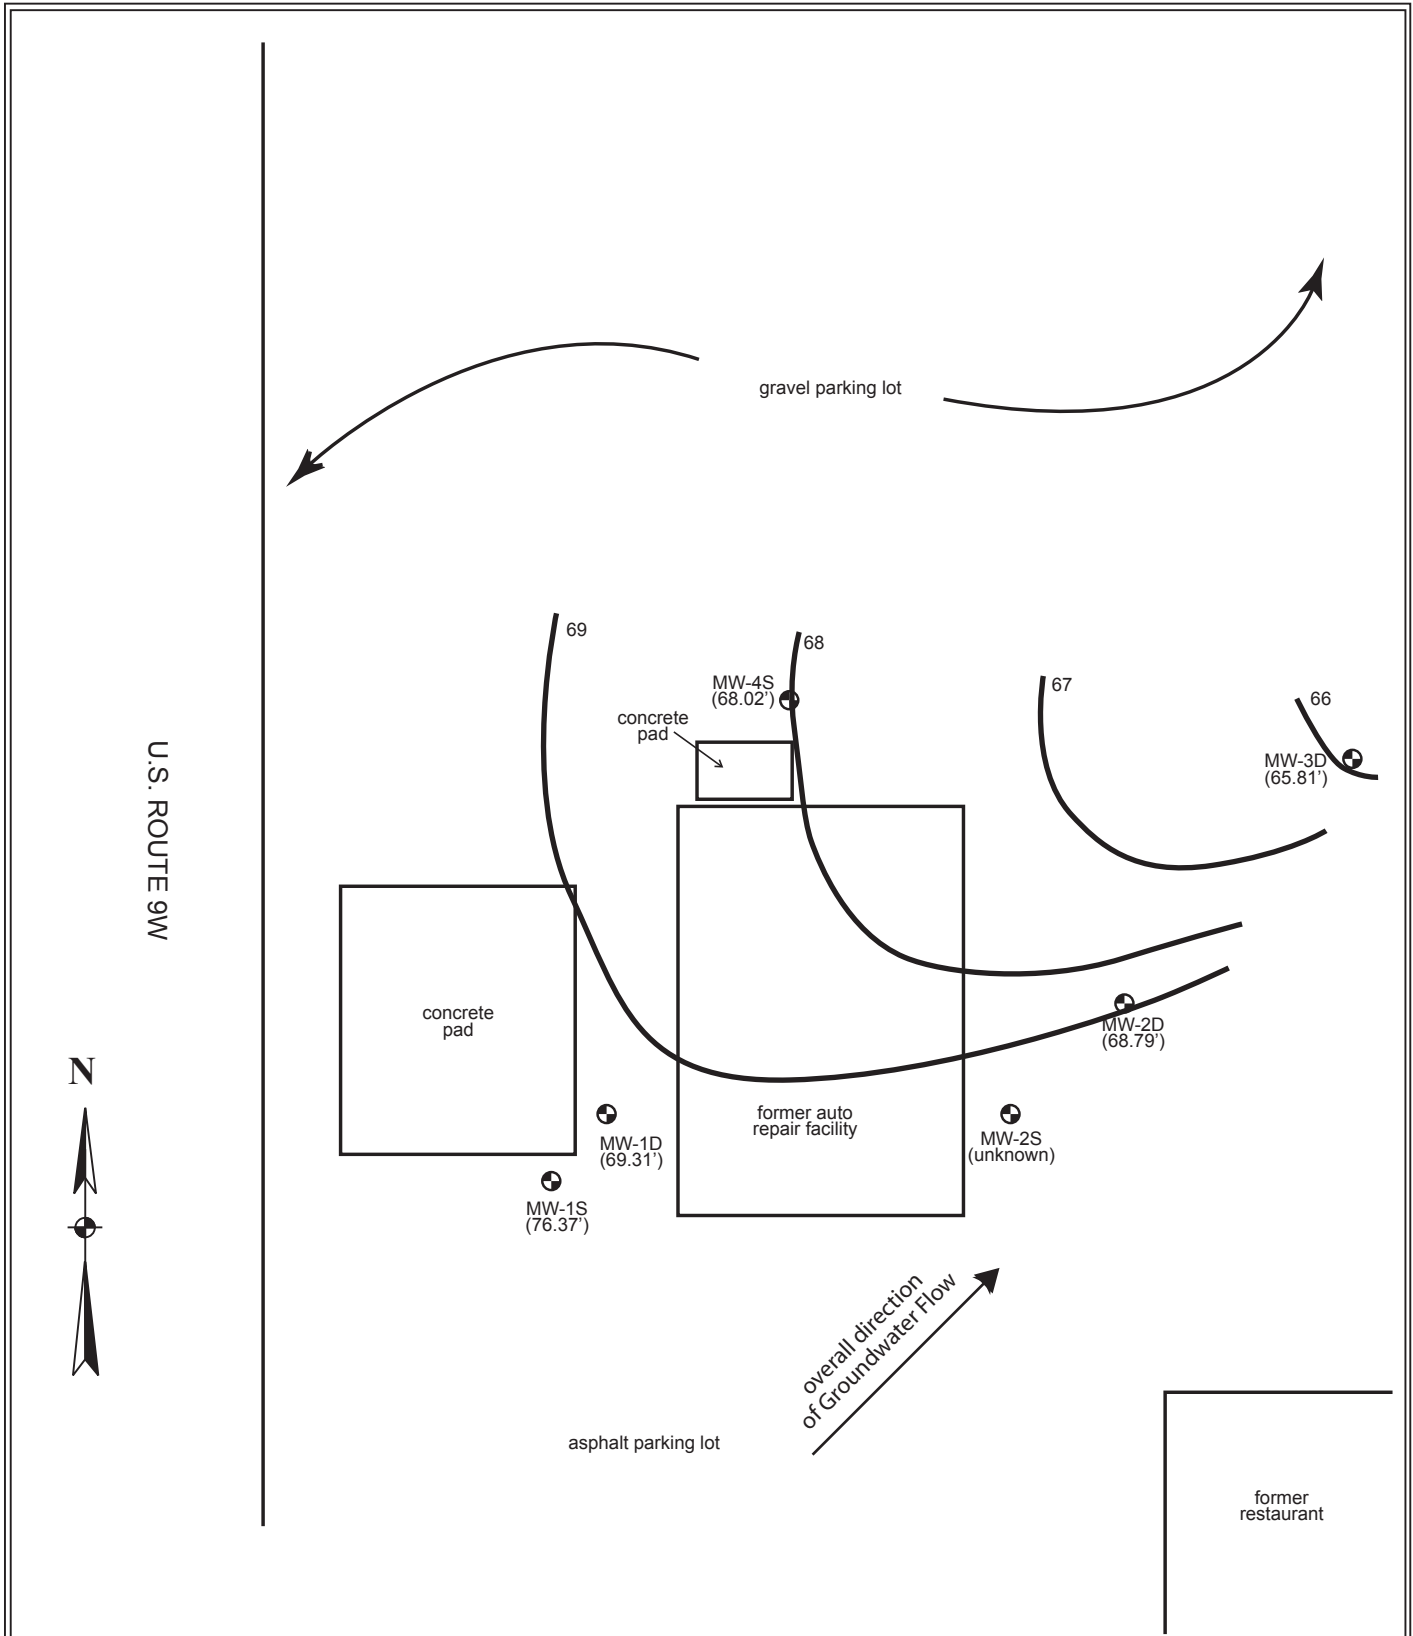 gravel parking lot
69
68
MW-4S
(68.02’)
67
66
concrete
pad
MW-3D
(65.81’)
U.S. ROUTE 9W
concrete
pad
MW-2D
(68.79’)
N
former auto
repair facility
MW-1D
(69.31’)
MW-2S
(unknown)
MW-1S
(76.37’)
overall direction
of Groundwater Flow
asphalt parking lot
former
restaurant